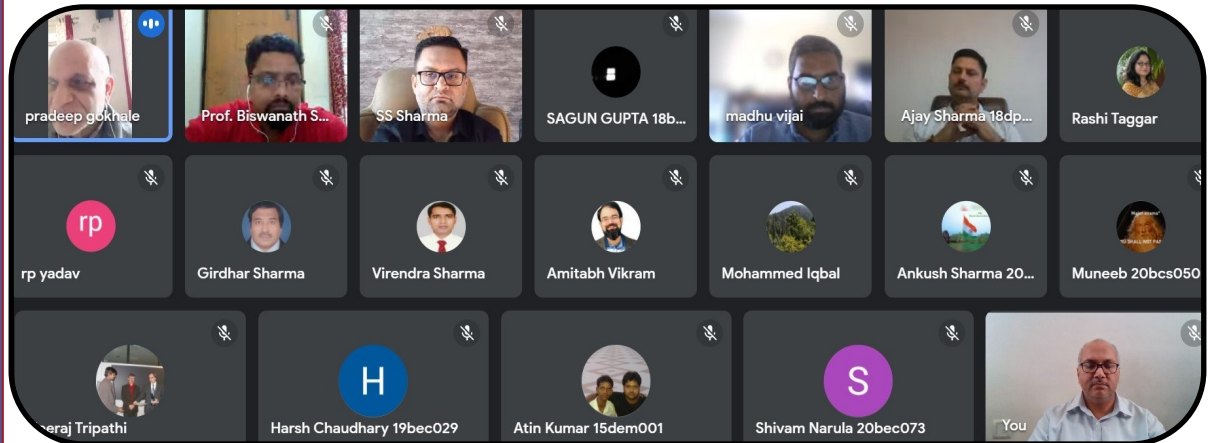 pradeep gokhale
Prof. Biswanath S...
SS Sharma
SAGUN GUPTA 18b...
madhu vijai
Ajay Sharma 18dp...
Rashi Taggar
rp
rp yadav
Girdhar Sharma
Virendra Sharma
Amitabh Vikram
Mohammed Iqbal
Ankush Sharma 20...
Muneeb 20bcs050
eraj Tripathi
H
Harsh Chaudhary 19bec029
Atin Kumar 15dem001
S
Shivam Narula 20bec073
You